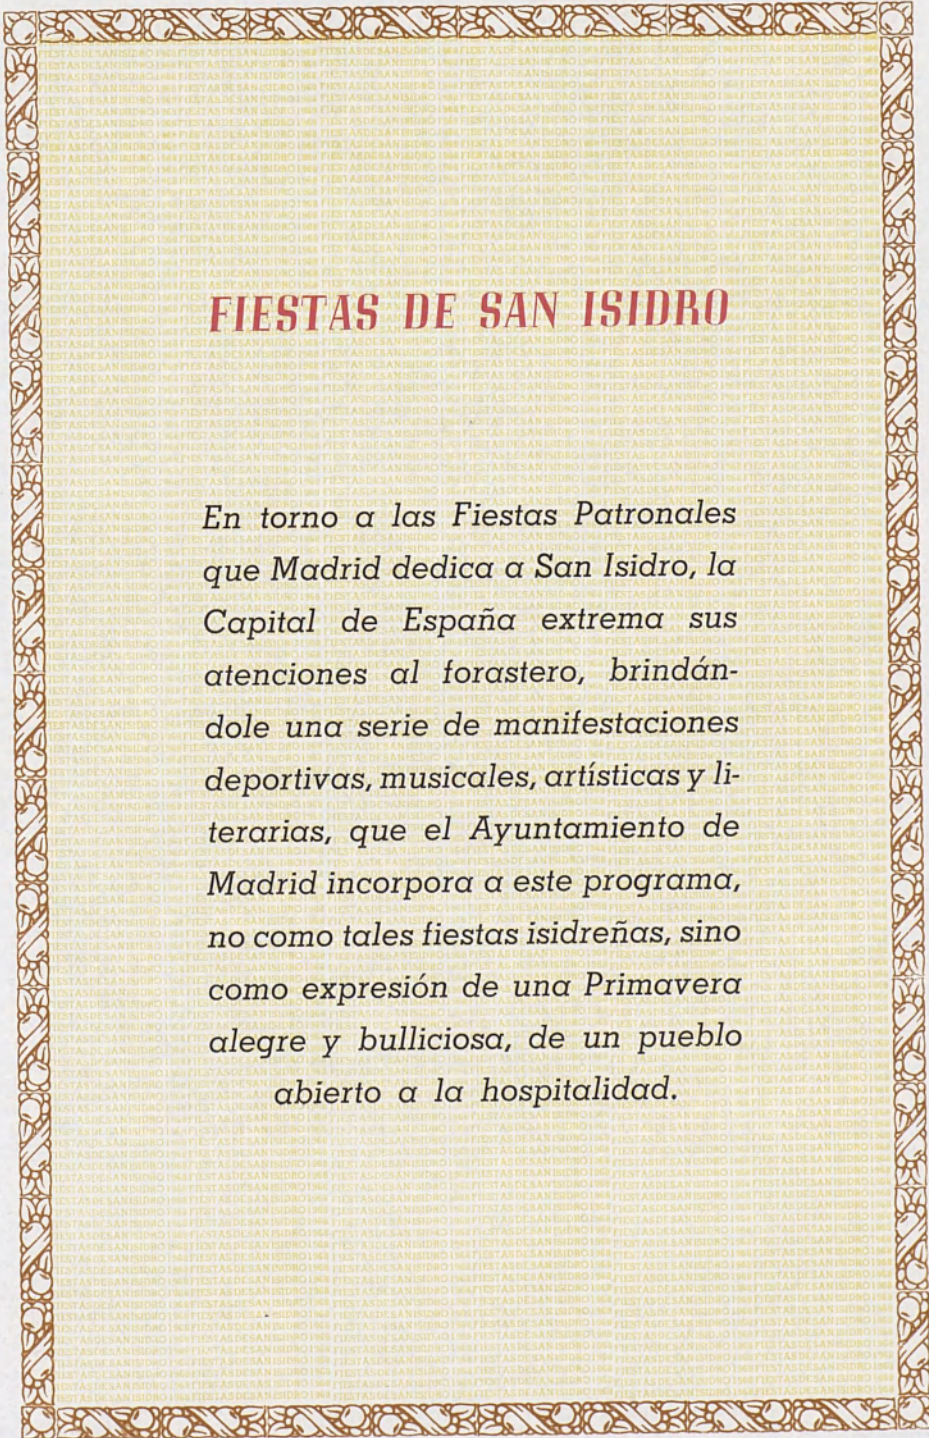 FIESTAS DE SAN ISIDRO
En torno a las Fiestas Patronales
que Madrid dedica a San Isidro, la
Capital de España extrema sus
atenciones al forastero, brindán-
dole una serie de manifestaciones
deportivas, musicales, artísticas y li-
terarias, que el Ayuntamiento de
Madrid incorpora a este programa,
no como tales fiestas isidreñas, sino
como expresión de una Primavera
alegre y bulliciosa, de un pueblo
abierto a la hospitalidad.